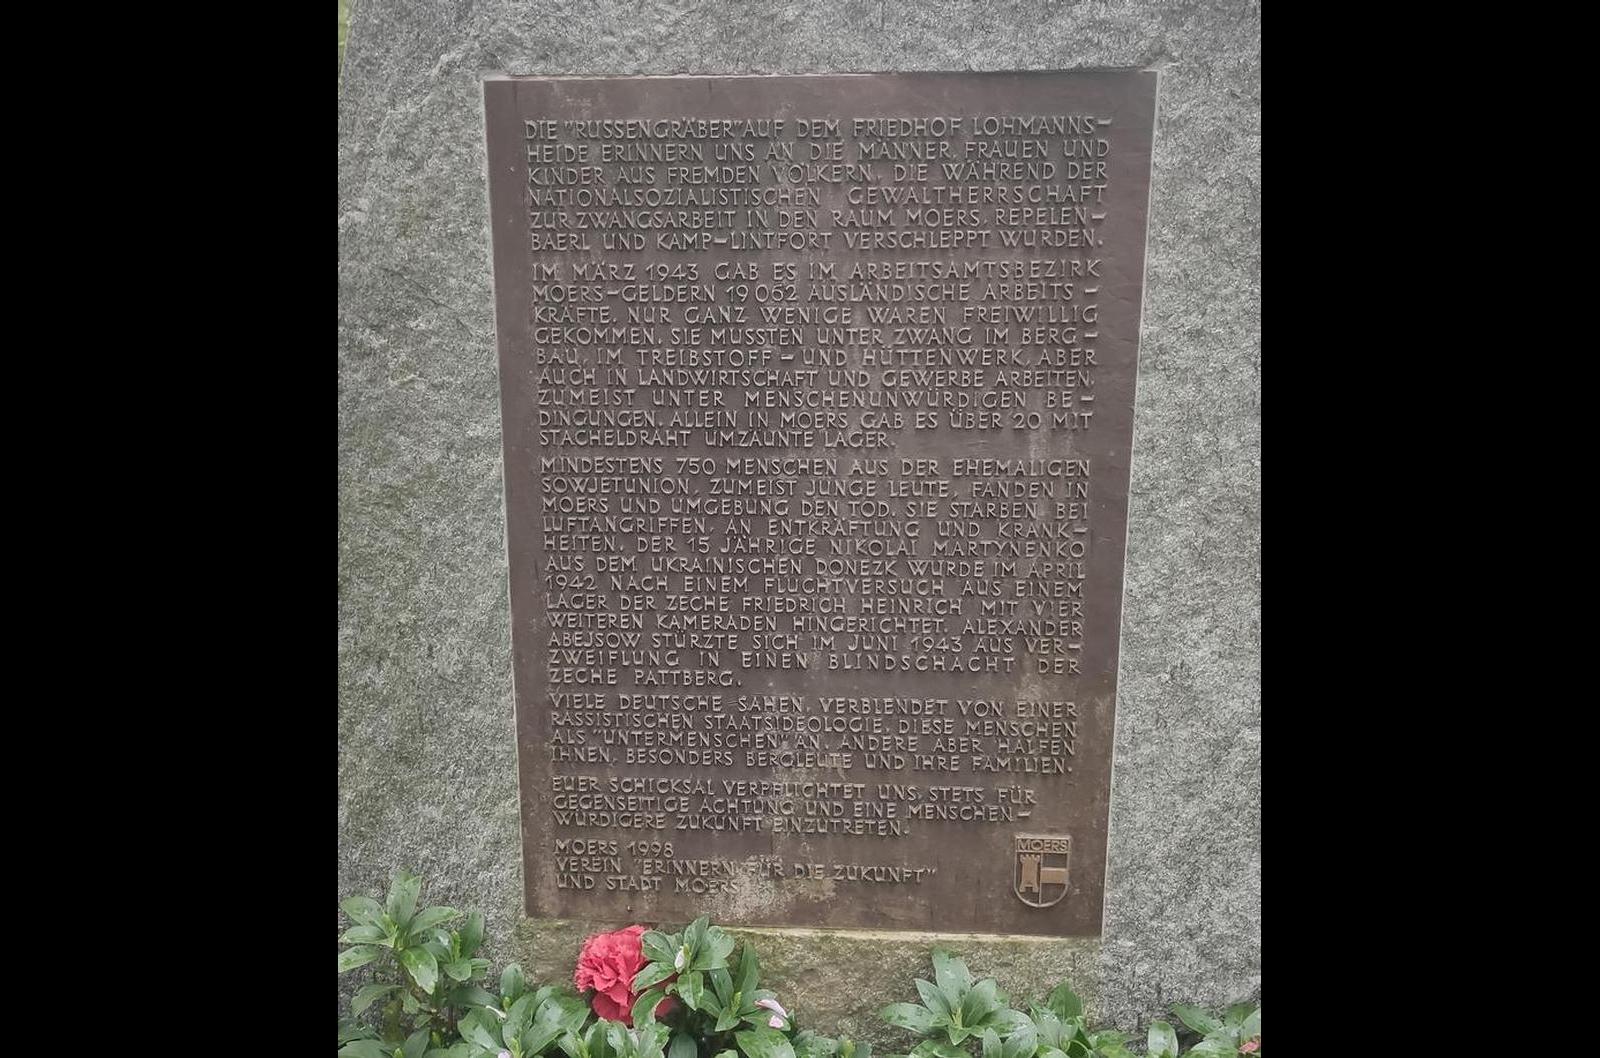 DIE "RUSSENGRÄBER" AUF DEM FRIEDHOF LOHMANNS-
HEIDE ERINNERN UNS AN DIE MÄNNER, FRAUEN UND
KINDER AUS FREMDEN VÖLKERN, DIE WÄHREND DER
NATIONALSOZIALISTISCHEN GEWALTHERRSCHAFT
ZUR ZWANGSARBEIT IN DEN RAUM MOERS, REPELEN-
BAERL UND KAMP-LINTFORT VERSCHLEPPT WURDEN.
IM MÄRZ 1943 GAB ES IM ARBEITSAMTSBEZIRK
MOERS-GELDERN 19 062 AUSLÄNDISCHE ARBEITS-
KRÄFTE. NUR GANZ WENIGE WAREN FREIWILLIG
GEKOMMEN. SIE MUSSTEN UNTER ZWANG IM BERG-
BAU, IM TREIBSTOFF- UND HÜTTENWERK, ABER
AUCH IN LANDWIRTSCHAFT UND GEWERBE ARBEITEN,
ZUMEIST UNTER MENSCHENUNWÜRDIGEN BE-
DINGUNGEN. ALLEIN IN MOERS GAB ES ÜBER 20 MIT
STACHELDRAHT UMZÄUNTE LAGER.
MINDESTENS 750 MENSCHEN AUS DER EHEMALIGEN
SOWJETUNION, ZUMEIST JUNGE LEUTE, FANDEN IN
MOERS UND UMGEBUNG DEN TOD. SIE STARBEN BEI
LUFTANGRIFFEN, AN ENTKRÄFTUNG UND KRANK-
HEITEN. DER 15 JÄHRIGE NIKOLAI MARTYNENKO
AUS DEM UKRAINISCHEN DONEZK WURDE IM APRIL
1942 NACH EINEM FLUCHTVERSUCH AUS EINEM
LAGER DER ZECHE FRIEDRICH HEINRICH MIT VIER
WEITEREN KAMERADEN HINGERICHTET. ALEXANDER
ABEJSOW STÜRZTE SICH IM JUNI 1943 AUS VER-
ZWEIFLUNG IN EINEN BLINDSCHACHT DER
ZECHE PATTBERG.
VIELE DEUTSCHE SAHEN, VERBLENDET VON EINER
RASSISTISCHEN STAATSIDEOLOGIE, DIESE MENSCHEN
ALS "UNTERMENSCHEN" AN. ANDERE ABER HALFEN
IHNEN, BESONDERS BERGLEUTE UND IHRE FAMILIEN.
EUER SCHICKSAL VERPFLICHTET UNS, STETS FÜR
GEGENSEITIGE ACHTUNG UND EINE MENSCHEN-
WÜRDIGERE ZUKUNFT EINZUTRETEN.
MOERS 1998
VEREIN "ERINNERN FÜR DIE ZUKUNFT"
UND STADT MOERS
MOERS